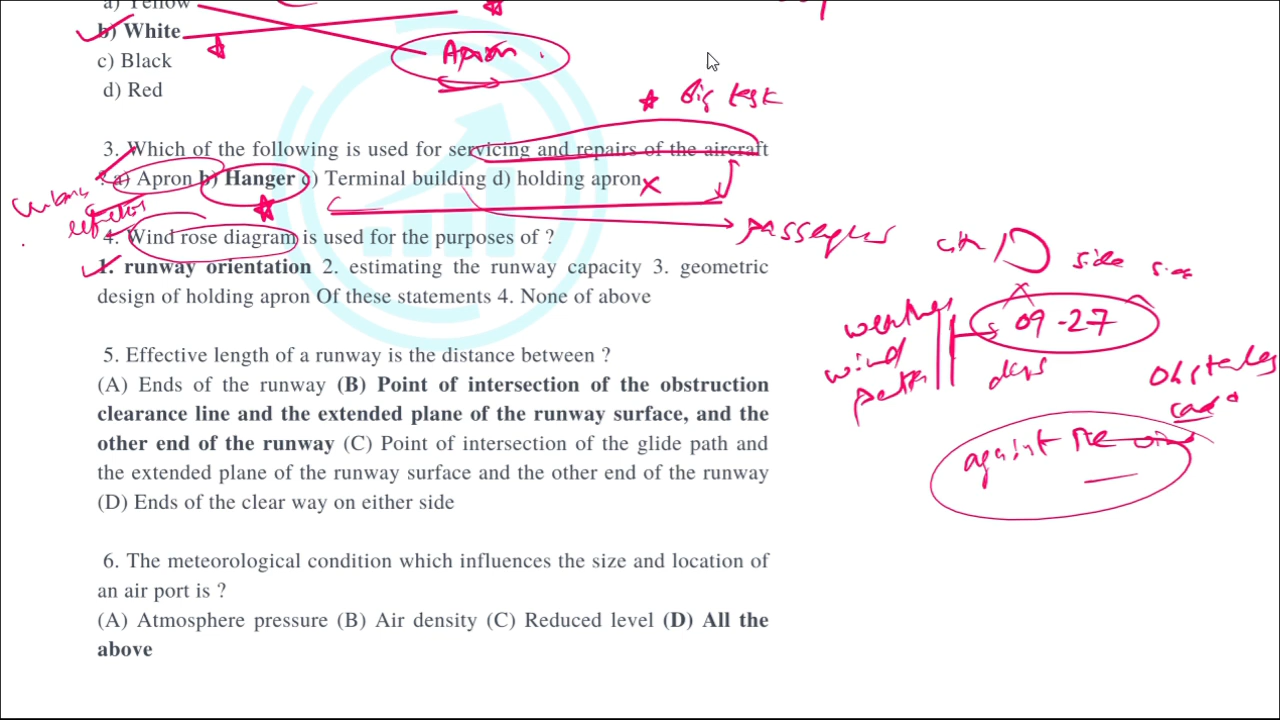 a) Yellow
b) White
c) Black
d) Red
Apron
Big task
3. Which of the following is used for servicing and repairs of the aircraft
? a) Apron b) Hanger c) Terminal building d) holding apron
4. Wind rose diagram is used for the purposes of ?
passengers
1. runway orientation 2. estimating the runway capacity 3. geometric
side
design of holding apron Of these statements 4. None of above
weather
09-27
wind
path
5. Effective length of a runway is the distance between ?
Obstacles
(A) Ends of the runway (B) Point of intersection of the obstruction
clearance line and the extended plane of the runway surface, and the
other end of the runway (C) Point of intersection of the glide path and
against the
the extended plane of the runway surface and the other end of the runway
(D) Ends of the clear way on either side
6. The meteorological condition which influences the size and location of
an air port is ?
(A) Atmosphere pressure (B) Air density (C) Reduced level (D) All the
above